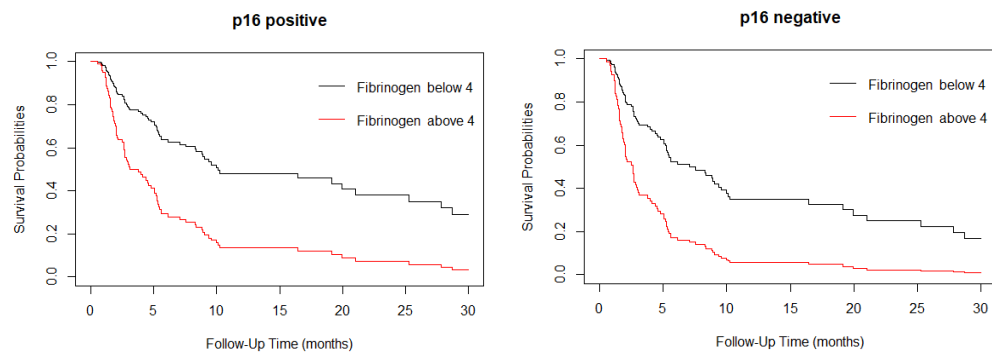 p16 positive
Survival Probabilities
1.0
0.8
0.6
0.4
0.2
0.0
Fibrinogen below 4
Fibrinogen above 4
0 5 10 15 20 25 30
Follow-Up Time (months)
p16 negative
Survival Probabilities
1.0
0.8
0.6
0.4
0.2
0.0
Fibrinogen below 4
Fibrinogen above 4
0 5 10 15 20 25 30
Follow-Up Time (months)